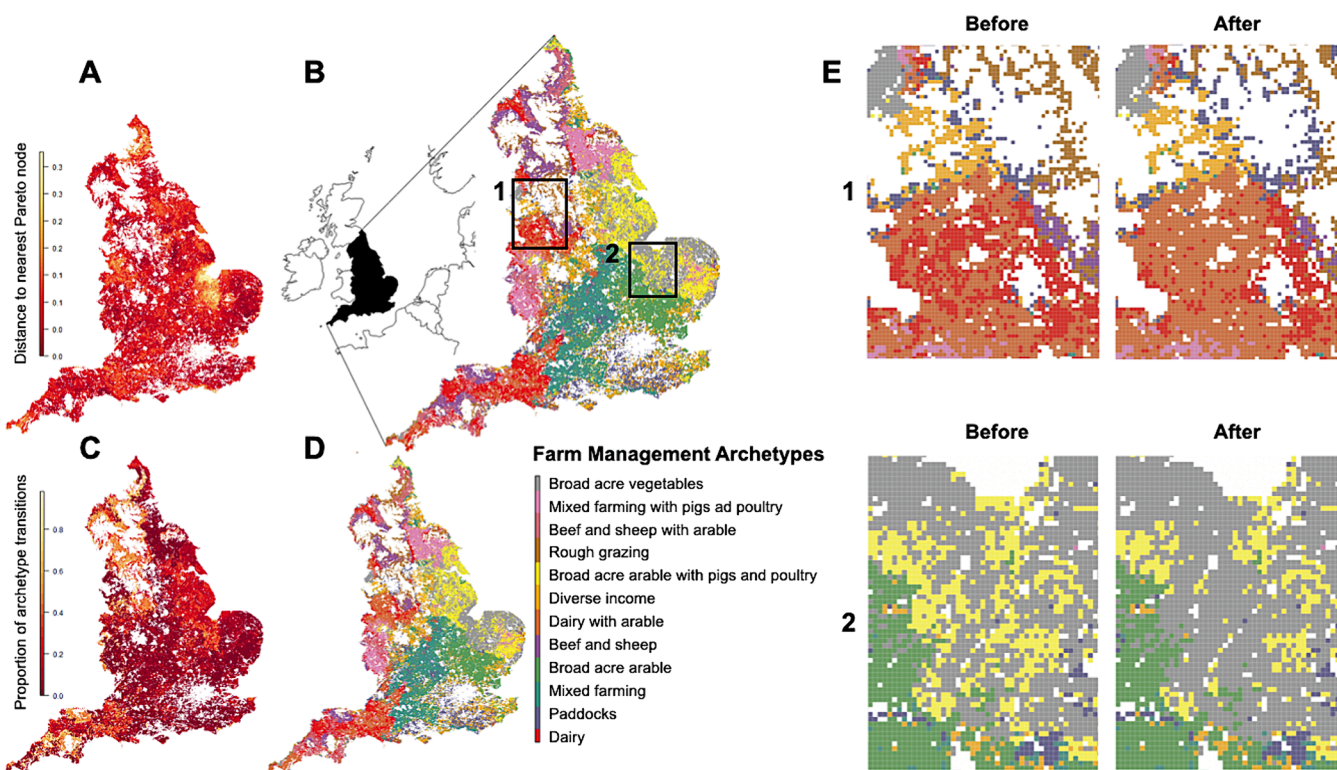 A
B
Before
After
E
Distance to nearest Pareto node
0.3
0.2
0.2
0.1
0.1
0.0
0.0
1
2
1
C
D
Proportion of archetype transitions
0.8
0.6
0.4
0.2
0.0
Farm Management Archetypes
Broad acre vegetables
Mixed farming with pigs ad poultry
Beef and sheep with arable
Rough grazing
Broad acre arable with pigs and poultry
Diverse income
Dairy with arable
Beef and sheep
Broad acre arable
Mixed farming
Paddocks
Dairy
Before
After
2